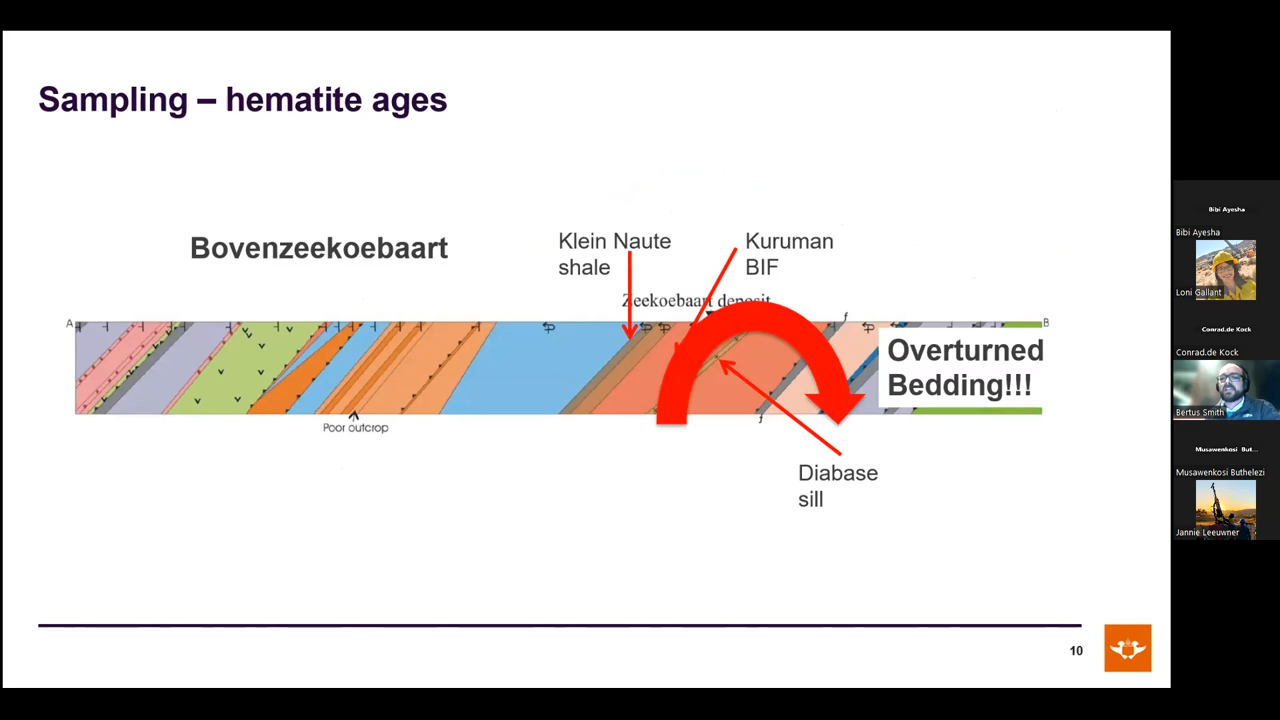 Sampling – hematite ages
Bovenzeekoebaart
Klein Naute
shale
Kuruman
BIF
Zeekoebaart deposit
A
f
B
Overturned
Bedding!!!
Poor outcrop
f
Diabase
sill
10
Bibi Ayesha
Bibi Ayesha
Loni Gallant
Conrad.de Kock
Conrad.de Kock
Bertus Smith
Musawenkosi But...
Musawenkosi Buthelezi
Jannie Leeuwner